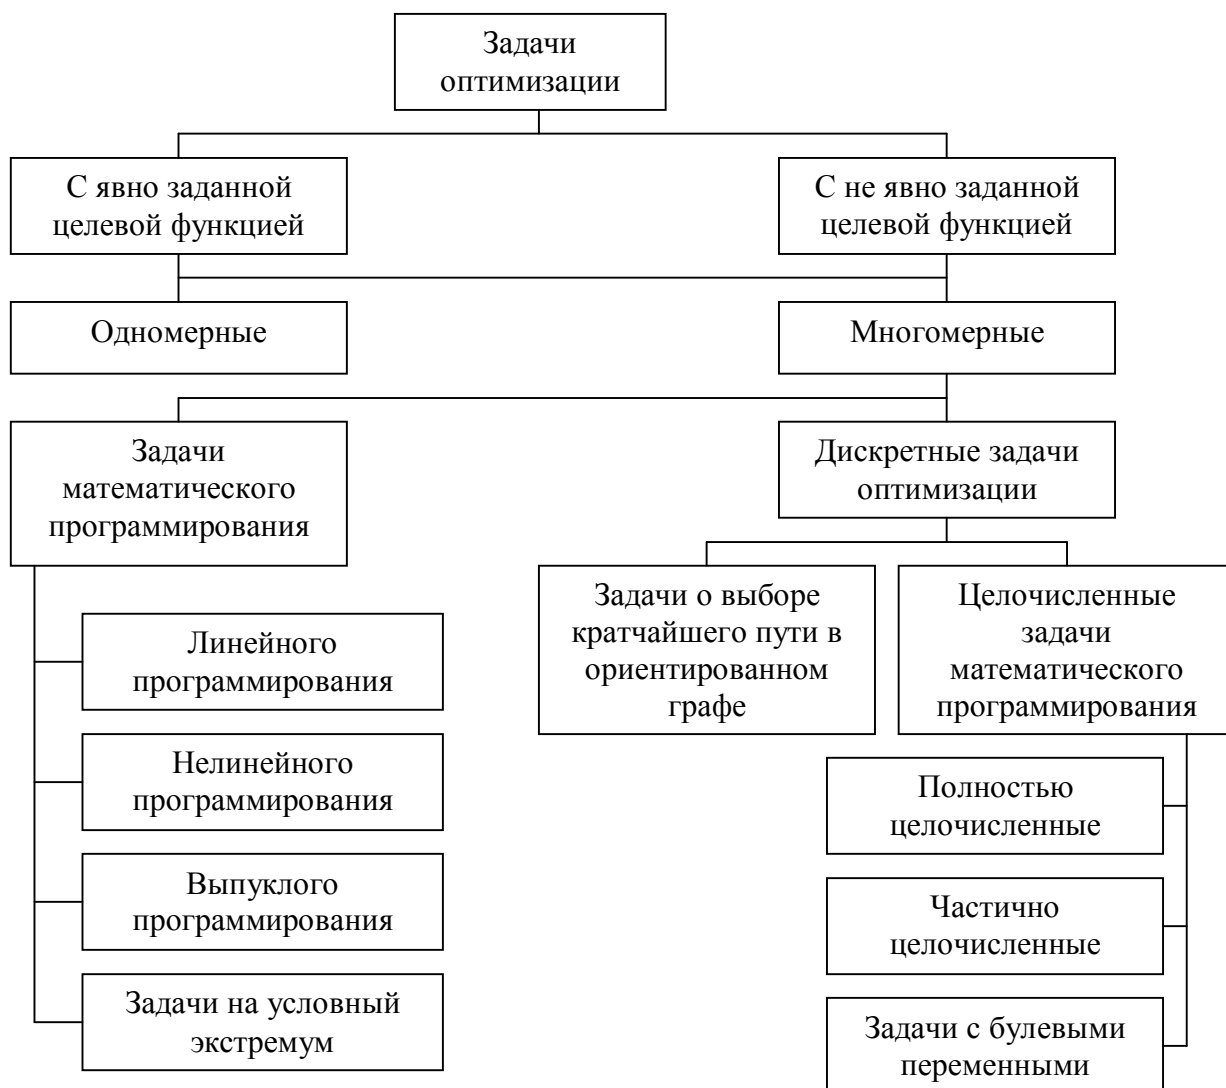 Задачи
оптимизации
С явно заданной
целевой функцией
С не явно заданной
целевой функцией
Одномерные
Многомерные
Задачи
математического
программирования
Дискретные задачи
оптимизации
Задачи о выборе
кратчайшего пути в
ориентированном
графе
Целочисленные
задачи
математического
программирования
Линейного
программирования
Нелинейного
программирования
Выпуклого
программирования
Задачи на условный
экстремум
Полностью
целочисленные
Частично
целочисленные
Задачи с булевыми
переменными